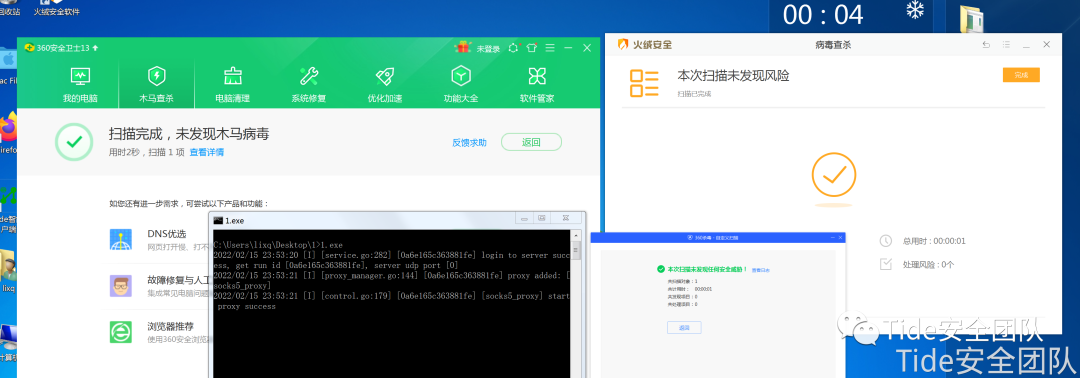 回收站
火绒安全软件
00 : 04
360安全卫士13
未登录
我的电脑
木马查杀
电脑清理
系统修复
优化加速
功能大全
软件管家
扫描完成，未发现木马病毒
用时2秒，扫描 1 项 查看详情
反馈求助
返回
如您还有进一步需求，可尝试以下产品和功能：
DNS优选
网页打开慢、打不
故障修复与人工
集成常见电脑问题
浏览器推荐
使用360安全浏览器
1.exe
C:\Users\lixq\Desktop\1>1.exe
2022/02/15 23:53:20 [I] [service.go:282] [0a6e165c363881fe] login to server succ
ess, get run id [0a6e165c363881fe], server udp port [0]
2022/02/15 23:53:21 [I] [proxy_manager.go:144] [0a6e165c363881fe] proxy added: [
socks5_proxy]
2022/02/15 23:53:21 [I] [control.go:179] [0a6e165c363881fe] [socks5_proxy] start
proxy success
火绒安全
病毒查杀
本次扫描未发现风险
扫描已完成
完成
总用时 : 00:00:01
处理风险 : 0个
360杀毒 - 自定义扫描
本次扫描未发现任何安全威胁！ 查看日志
共扫描对象：1
共计用时： 00:00:01
共发现项目：0
共处理项目：0
返回
lixq
Tide安全团队
Tide安全团队